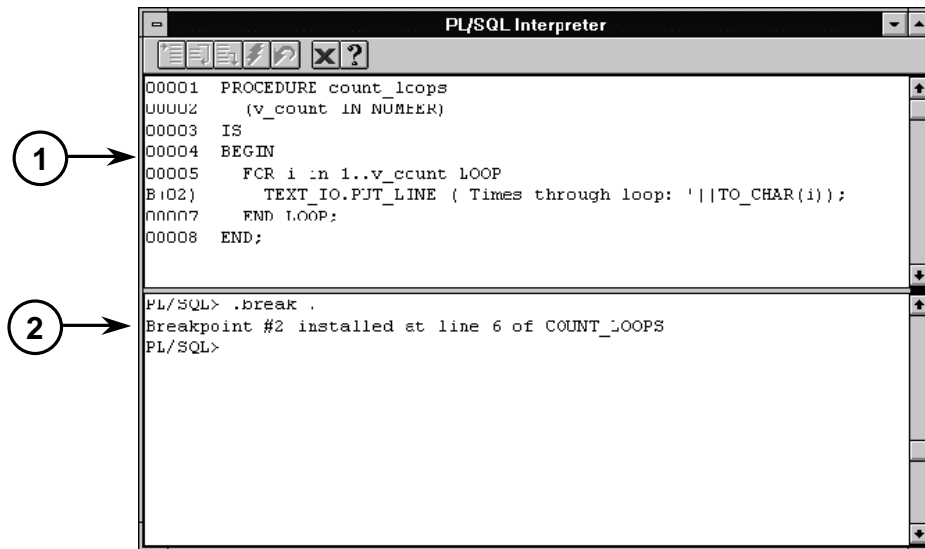 PL/SQL Interpreter
?
00001 PROCEDURE count_loops
00002 (v_count IN NUMBER)
00003 IS
1
00004 BEGIN
00005 FOR i in 1..v_count LOOP
B(02) TEXT_IO.PUT_LINE ( Times through loop: '||TO_CHAR(i));
00007 END LOOP;
00008 END;
PL/SQL> .break .
2
Breakpoint #2 installed at line 6 of COUNT_LOOPS
PL/SQL>